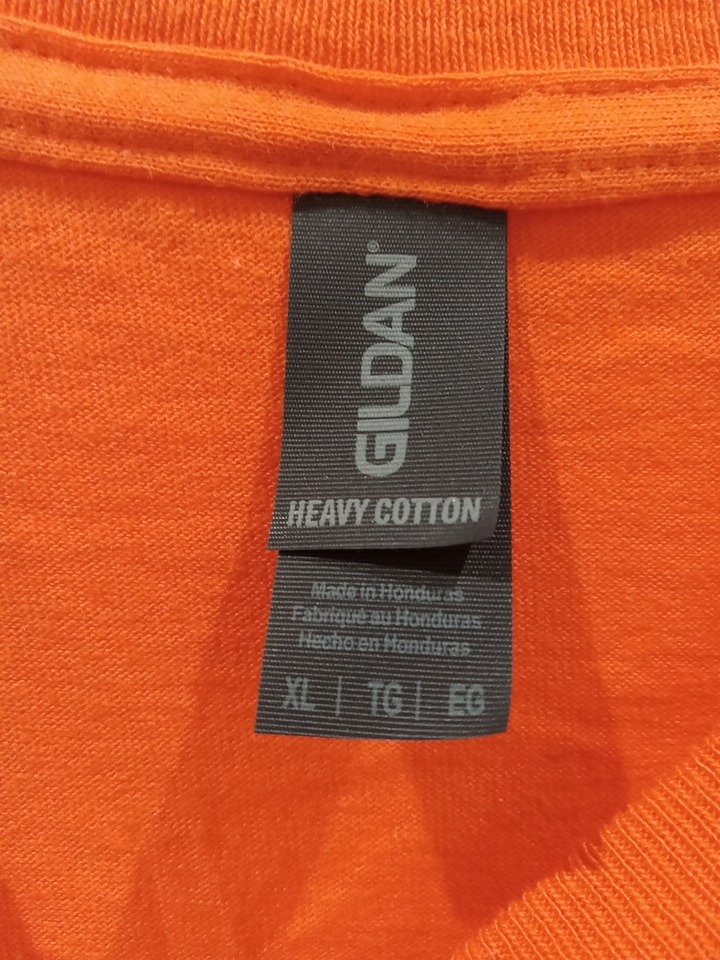 GILDAN®
HEAVY COTTON
Made in Honduras
Fabriqué au Honduras
Hecho en Honduras
XL | TG | EG